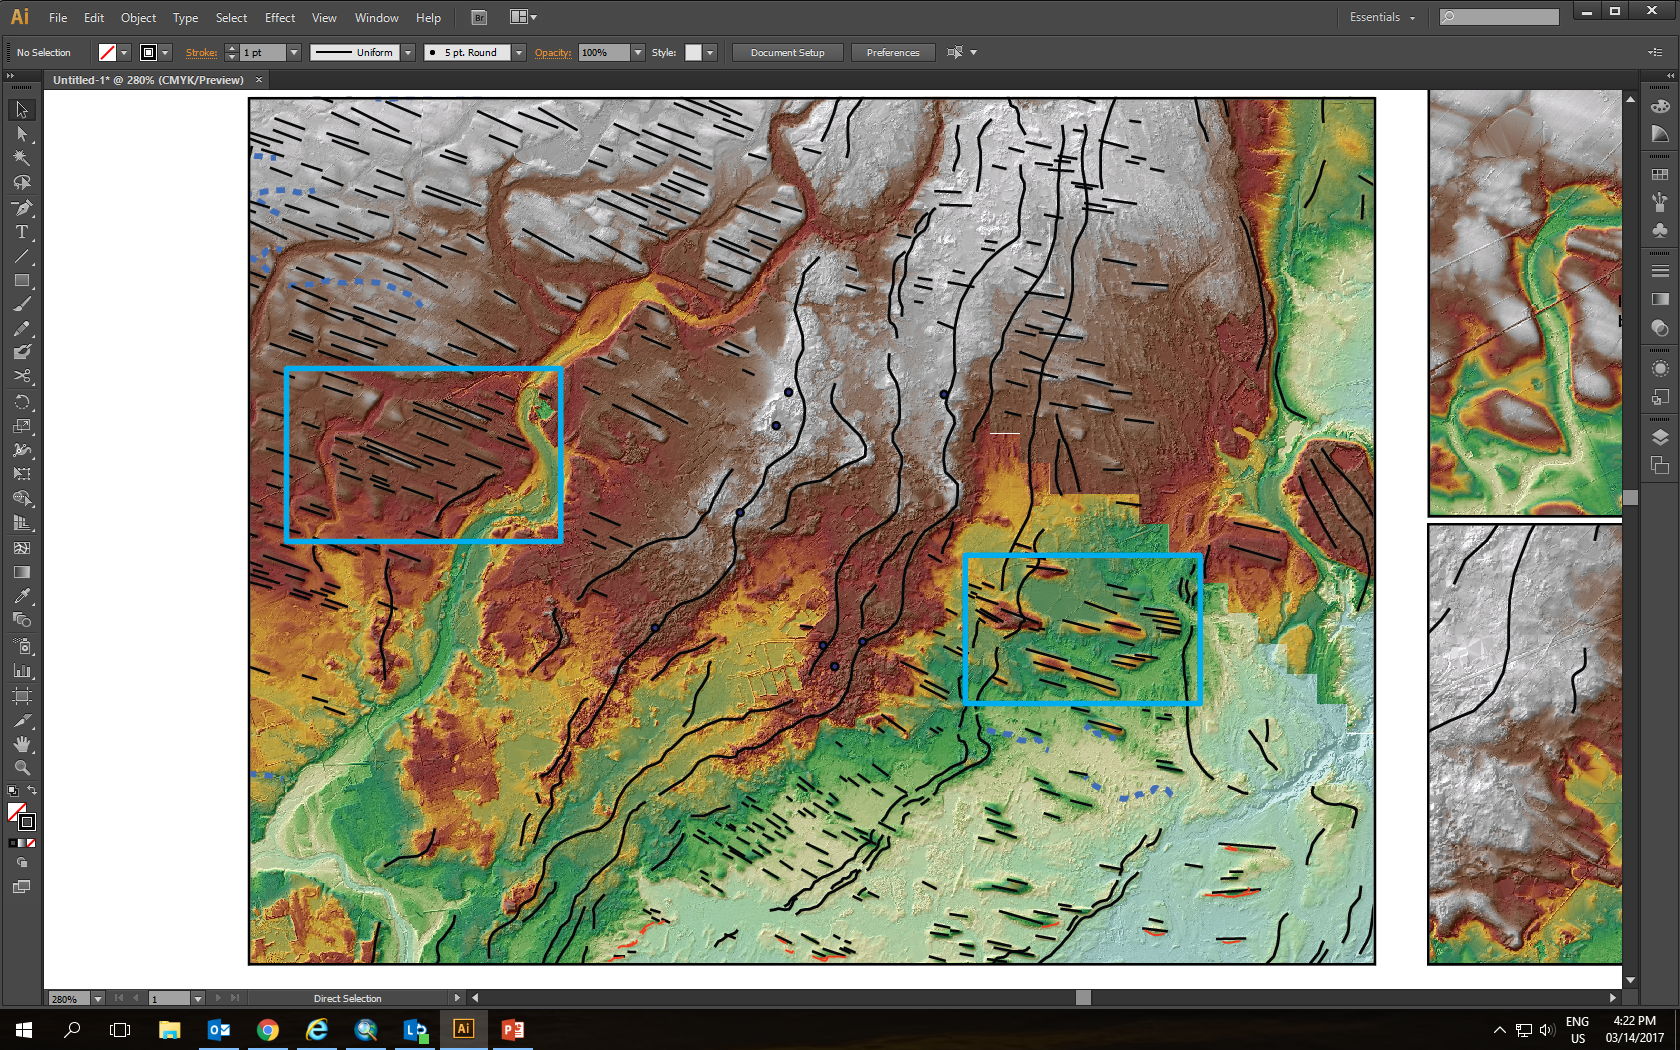 Ai File Edit Object Type Select Effect View Window Help Br Essentials
No Selection Stroke: 1 pt Uniform 5 pt. Round Opacity: 100% Style: Document Setup Preferences
Untitled-1* @ 280% (CMYK/Preview) ×
T
280% 1 Direct Selection
ENG 4:22 PM
US 03/14/2017